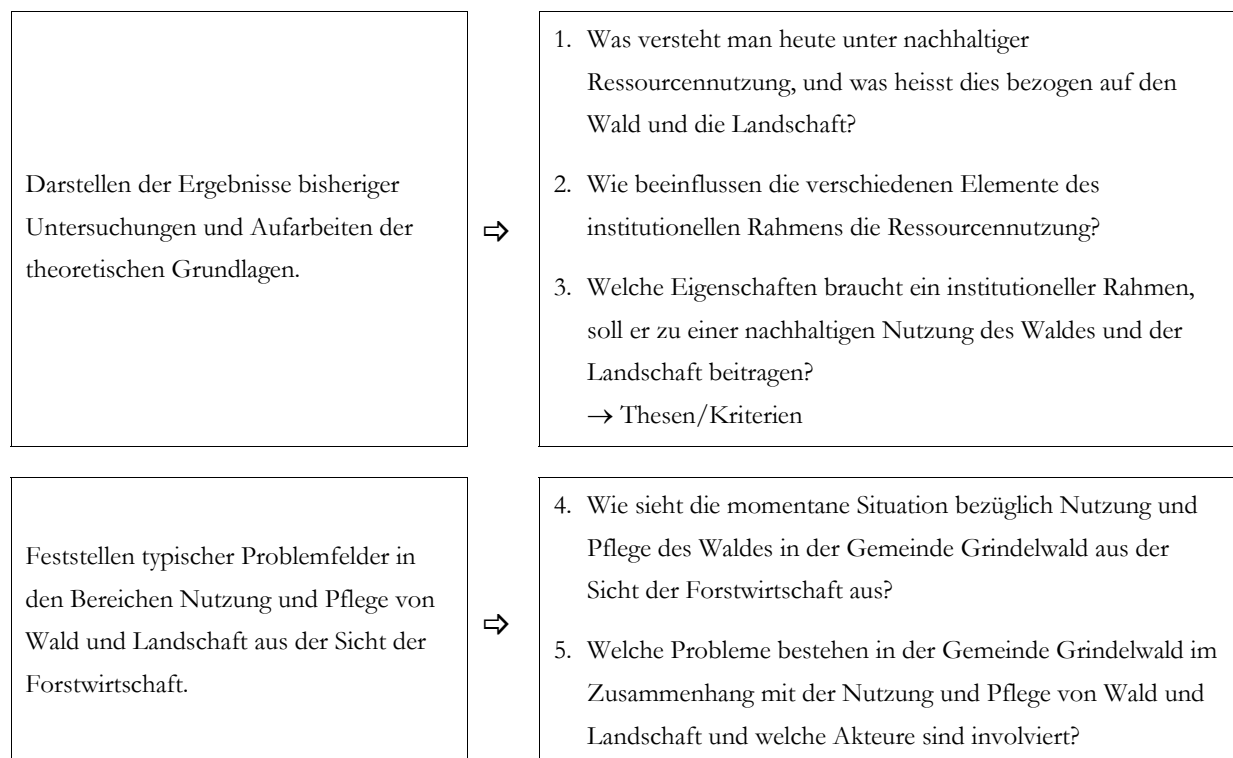 Darstellen der Ergebnisse bisheriger
Untersuchungen und Aufarbeiten der
theoretischen Grundlagen.
⇨
1. Was versteht man heute unter nachhaltiger
Ressourcennutzung, und was heisst dies bezogen auf den
Wald und die Landschaft?
2. Wie beeinflussen die verschiedenen Elemente des
institutionellen Rahmens die Ressourcennutzung?
3. Welche Eigenschaften braucht ein institutioneller Rahmen,
soll er zu einer nachhaltigen Nutzung des Waldes und der
Landschaft beitragen?
→ Thesen/Kriterien
Feststellen typischer Problemfelder in
den Bereichen Nutzung und Pflege von
Wald und Landschaft aus der Sicht der
Forstwirtschaft.
⇨
4. Wie sieht die momentane Situation bezüglich Nutzung und
Pflege des Waldes in der Gemeinde Grindelwald aus der
Sicht der Forstwirtschaft aus?
5. Welche Probleme bestehen in der Gemeinde Grindelwald im
Zusammenhang mit der Nutzung und Pflege von Wald und
Landschaft und welche Akteure sind involviert?